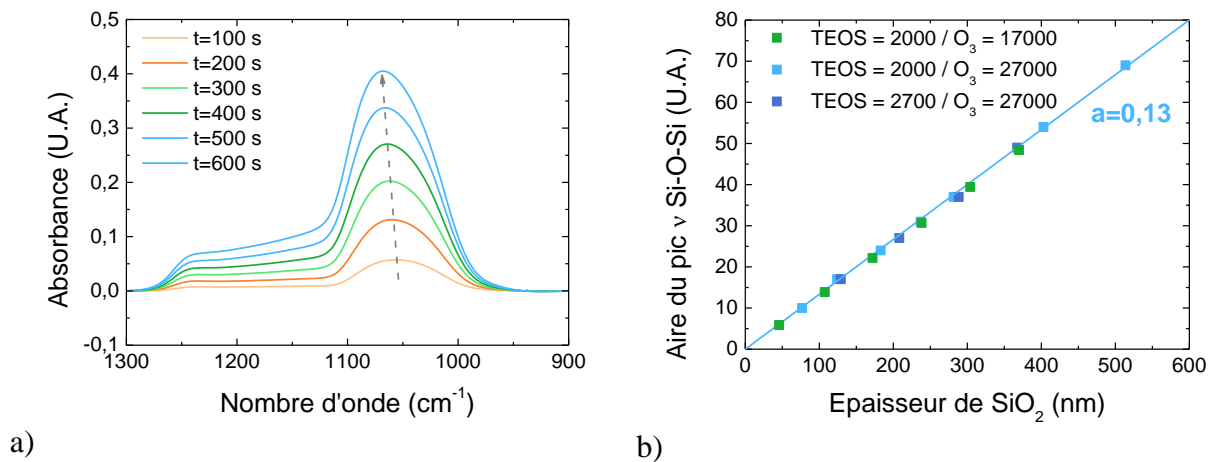 0,5
0,4
0,3
0,2
0,1
0,0
-0,1
Absorbance (U.A.)
t=100 s
t=200 s
t=300 s
t=400 s
t=500 s
t=600 s
1300 1200 1100 1000 900
Nombre d'onde (cm⁻¹)
a)
80
70
60
50
40
30
20
10
0
Aire du pic ν Si-O-Si (U.A.)
TEOS = 2000 / O₃ = 17000
TEOS = 2000 / O₃ = 27000
TEOS = 2700 / O₃ = 27000
a=0,13
0 100 200 300 400 500 600
Epaisseur de SiO₂ (nm)
b)